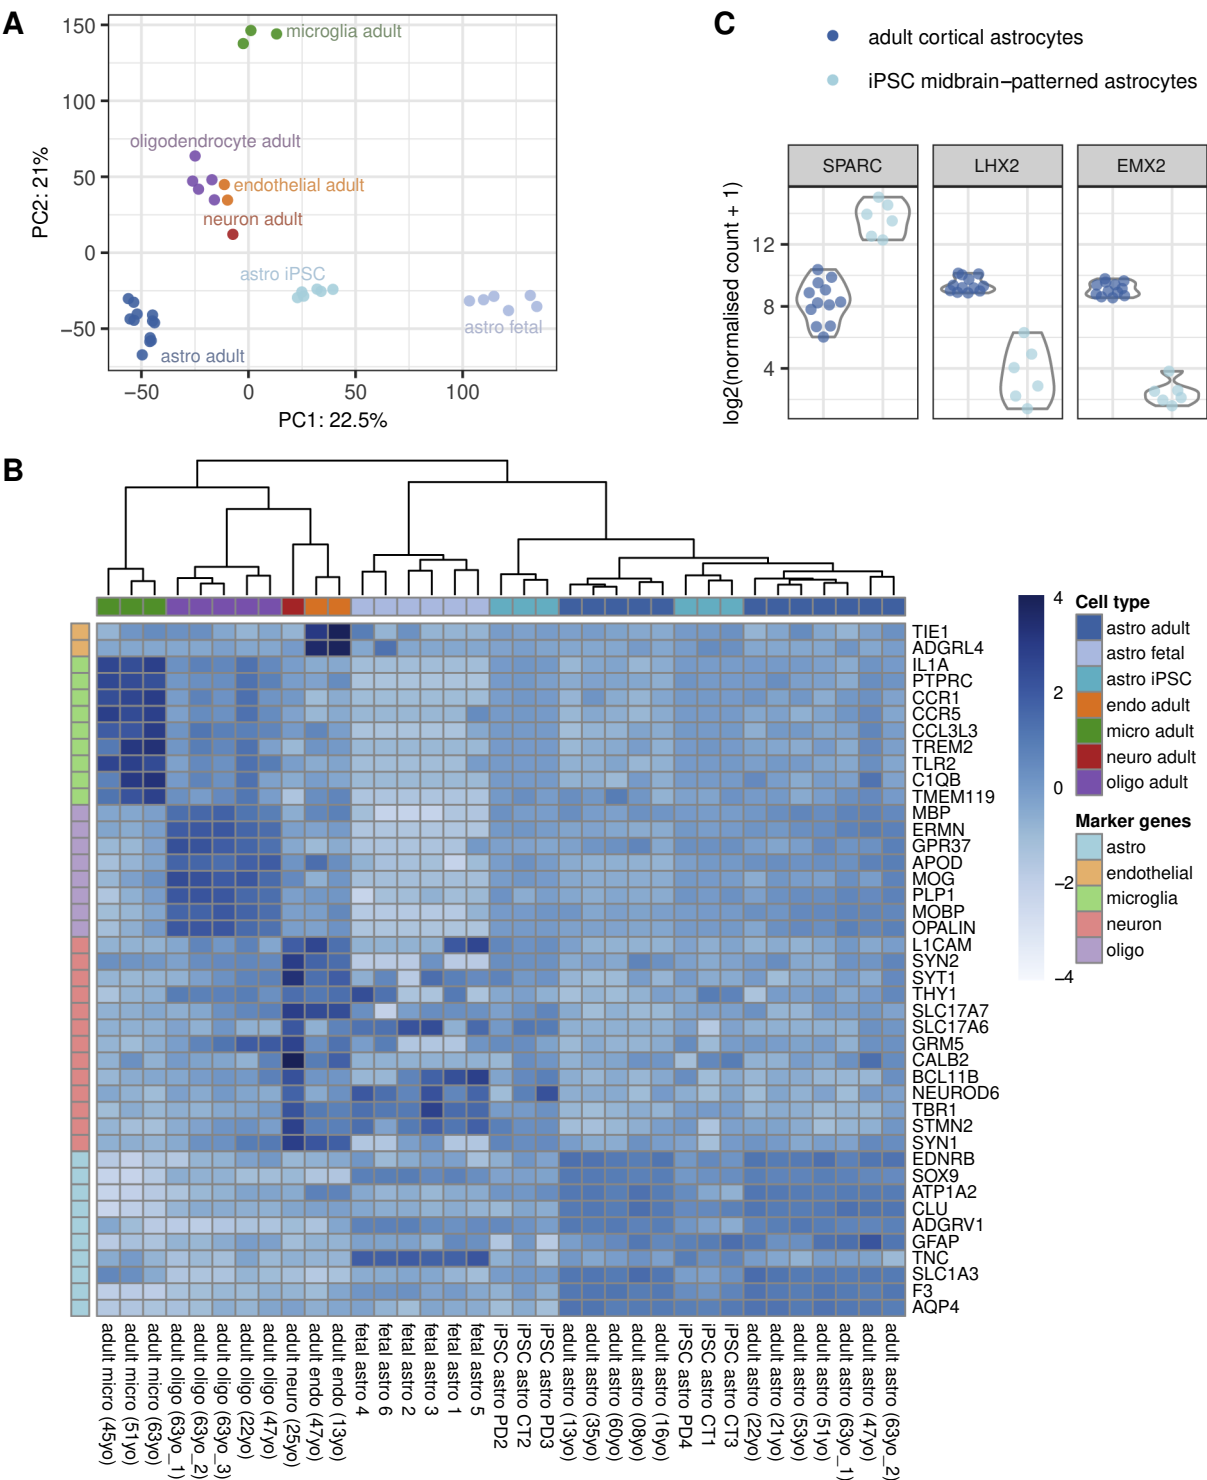 A
150
100
50
0
−50
PC2: 21%
−50
0
50
100
PC1: 22.5%
microglia adult
oligodendrocyte adult
endothelial adult
neuron adult
astro iPSC
astro fetal
astro adult
C
adult cortical astrocytes
iPSC midbrain−patterned astrocytes
SPARC
LHX2
EMX2
log2(normalised count + 1)
12
8
4
B
TIE1
ADGRL4
IL1A
PTPRC
CCR1
CCR5
CCL3L3
TREM2
TLR2
C1QB
TMEM119
MBP
ERMN
GPR37
APOD
MOG
PLP1
MOBP
OPALIN
L1CAM
SYN2
SYT1
THY1
SLC17A7
SLC17A6
GRM5
CALB2
BCL11B
NEUROD6
TBR1
STMN2
SYN1
EDNRB
SOX9
ATP1A2
CLU
ADGRV1
GFAP
TNC
SLC1A3
F3
AQP4
4
2
0
−2
−4
Cell type
astro adult
astro fetal
astro iPSC
endo adult
micro adult
neuro adult
oligo adult
Marker genes
astro
endothelial
microglia
neuron
oligo
adult micro (45yo)
adult micro (51yo)
adult micro (63yo)
adult oligo (63yo_1)
adult oligo (63yo_2)
adult oligo (63yo_3)
adult oligo (22yo)
adult oligo (47yo)
adult neuro (25yo)
adult endo (47yo)
adult endo (13yo)
fetal astro 4
fetal astro 6
fetal astro 2
fetal astro 3
fetal astro 1
fetal astro 5
iPSC astro PD2
iPSC astro CT2
iPSC astro PD3
adult astro (13yo)
adult astro (35yo)
adult astro (60yo)
adult astro (08yo)
adult astro (16yo)
iPSC astro PD4
iPSC astro CT1
iPSC astro CT3
adult astro (22yo)
adult astro (21yo)
adult astro (53yo)
adult astro (51yo)
adult astro (63yo_1)
adult astro (47yo)
adult astro (63yo_2)